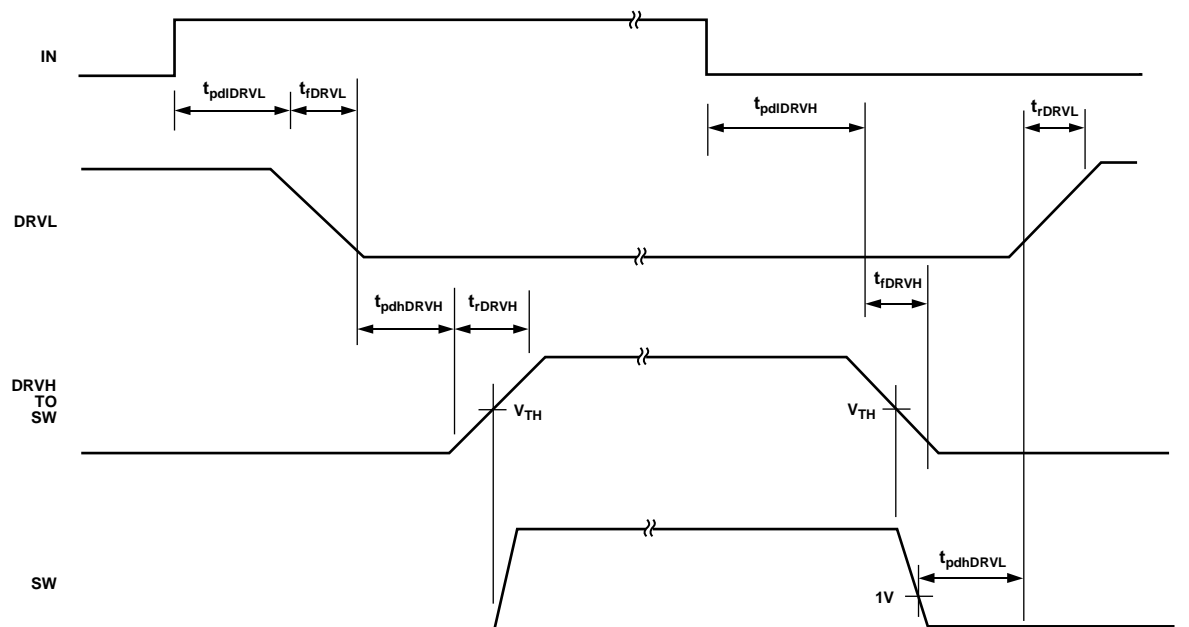 IN
tpdlDRVL
tfDRVL
tpdlDRVH
trDRVL
DRVL
tfDRVH
tpdhDRVH
trDRVH
DRVH
TO
SW
VTH
VTH
SW
tpdhDRVL
1V